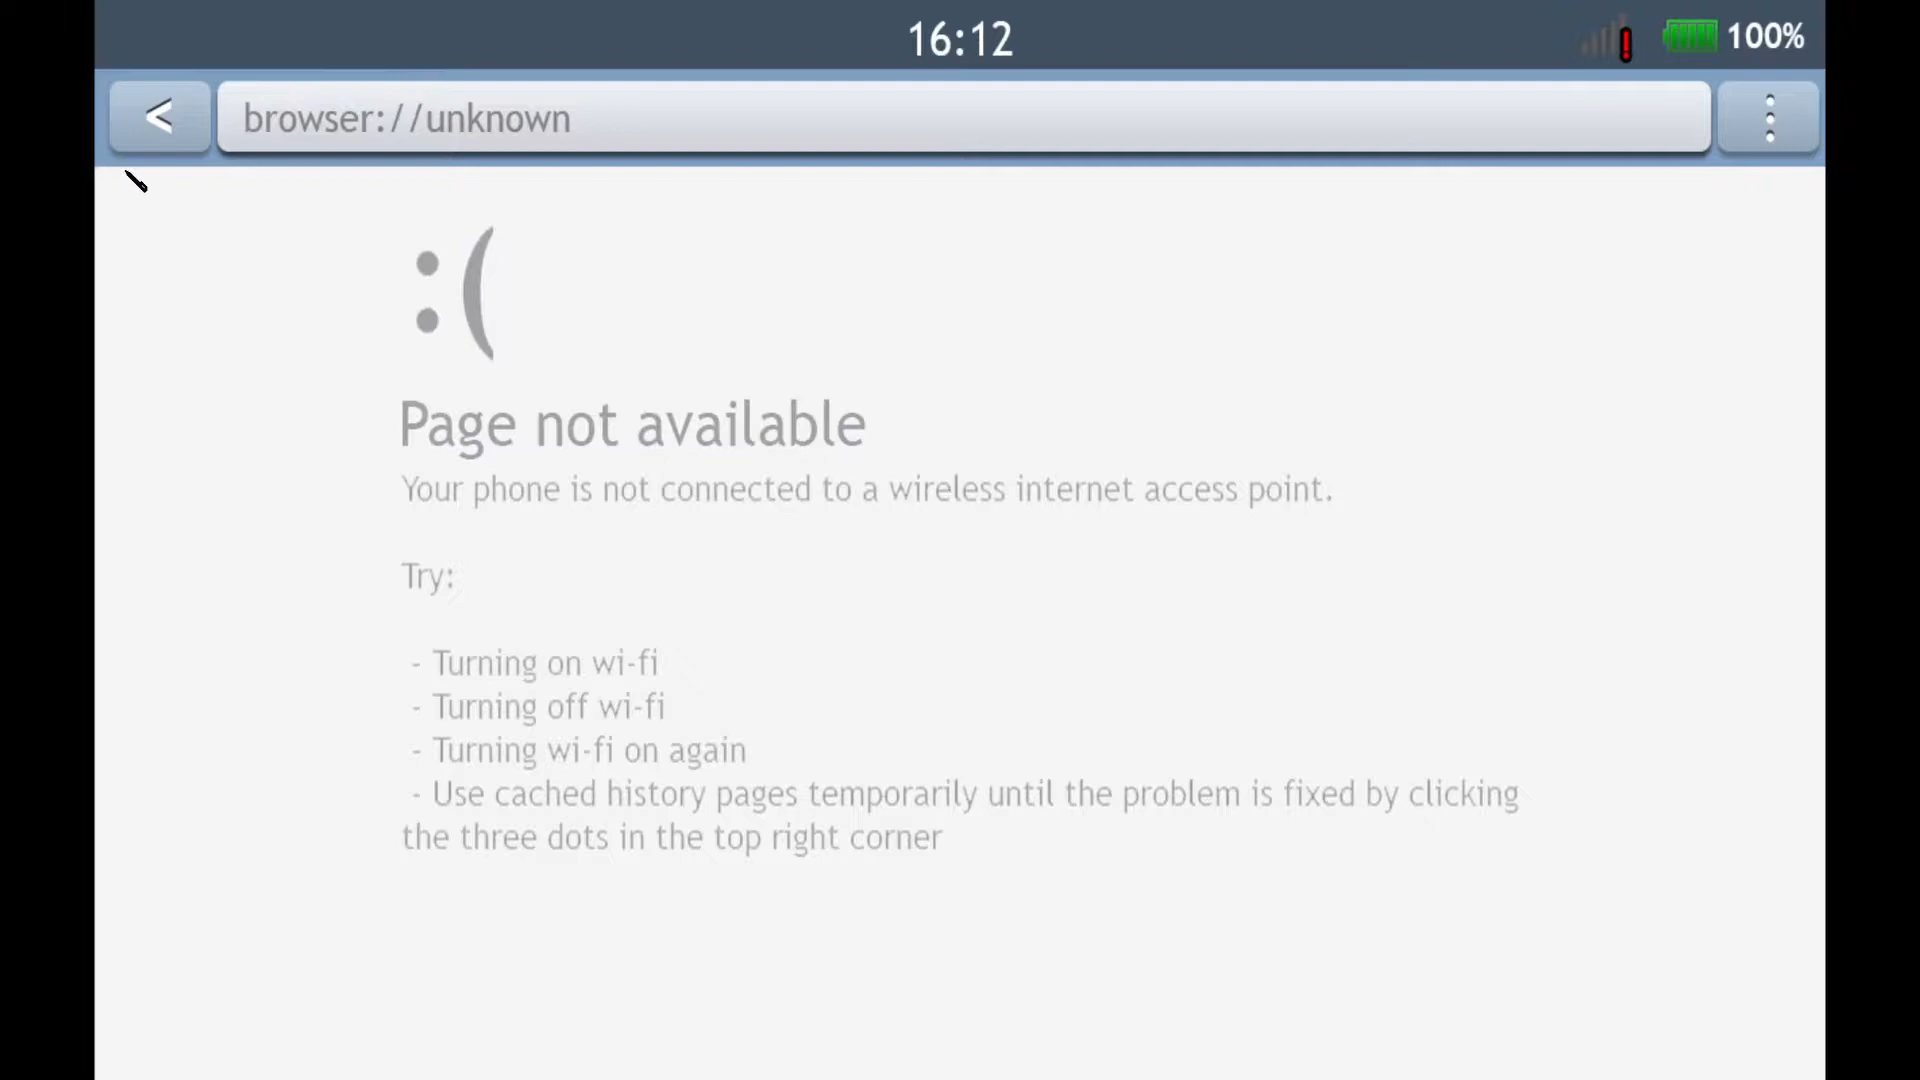 16:12
100%
<
browser://unknown
:(
Page not available
Your phone is not connected to a wireless internet access point.
Try:
- Turning on wi-fi
- Turning off wi-fi
- Turning wi-fi on again
- Use cached history pages temporarily until the problem is fixed by clicking
the three dots in the top right corner